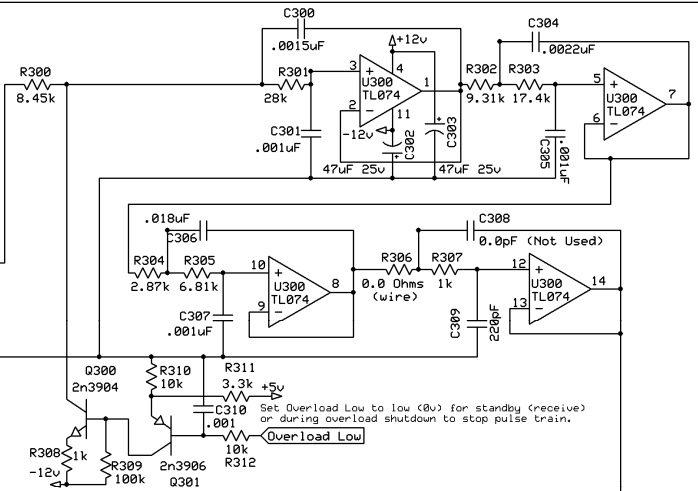 C300
.0015uF
R300
8.45k
R301
28k
C301
.001uF
+12v
3
+
4
U300
TL074
1
2
-
11
-12v
C302
+
47uF 25v
C303
+
47uF 25v
R302
9.31k
R303
17.4k
C304
.0022uF
C305
.001uF
5
+
U300
TL074
7
6
-
.018uF
C306
R304
2.87k
R305
6.81k
C307
.001uF
10
+
U300
TL074
8
9
-
R306
0.0 Ohms
(wire)
R307
1k
C308
0.0pF (Not Used)
C309
220pF
12
+
U300
TL074
14
13
-
Q300
2n3904
R308
1k
-12v
R309
100k
R310
10k
R311
3.3k
+5v
C310
.001
2n3906
Q301
10k
R312
Overload Low
Set Overload Low to low (0v) for standby (receive)
or during overload shutdown to stop pulse train.